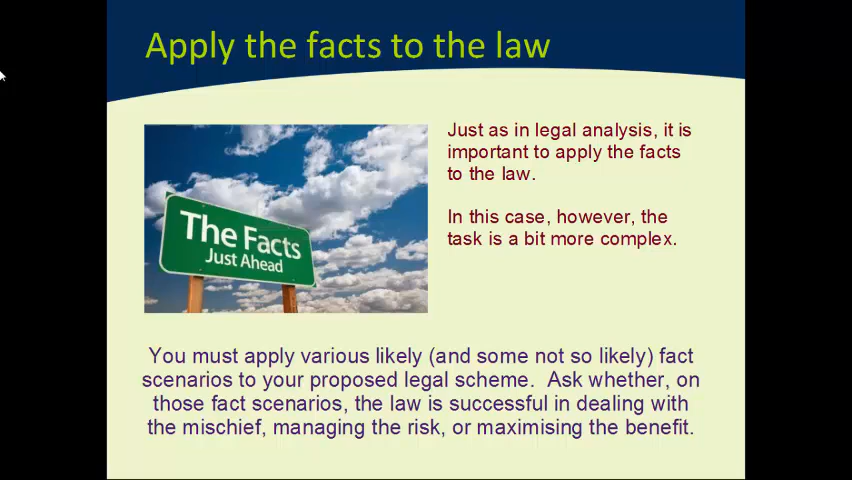 Apply the facts to the law
The Facts
Just Ahead
Just as in legal analysis, it is
important to apply the facts
to the law.
In this case, however, the
task is a bit more complex.
You must apply various likely (and some not so likely) fact
scenarios to your proposed legal scheme.  Ask whether, on
those fact scenarios, the law is successful in dealing with
the mischief, managing the risk, or maximising the benefit.